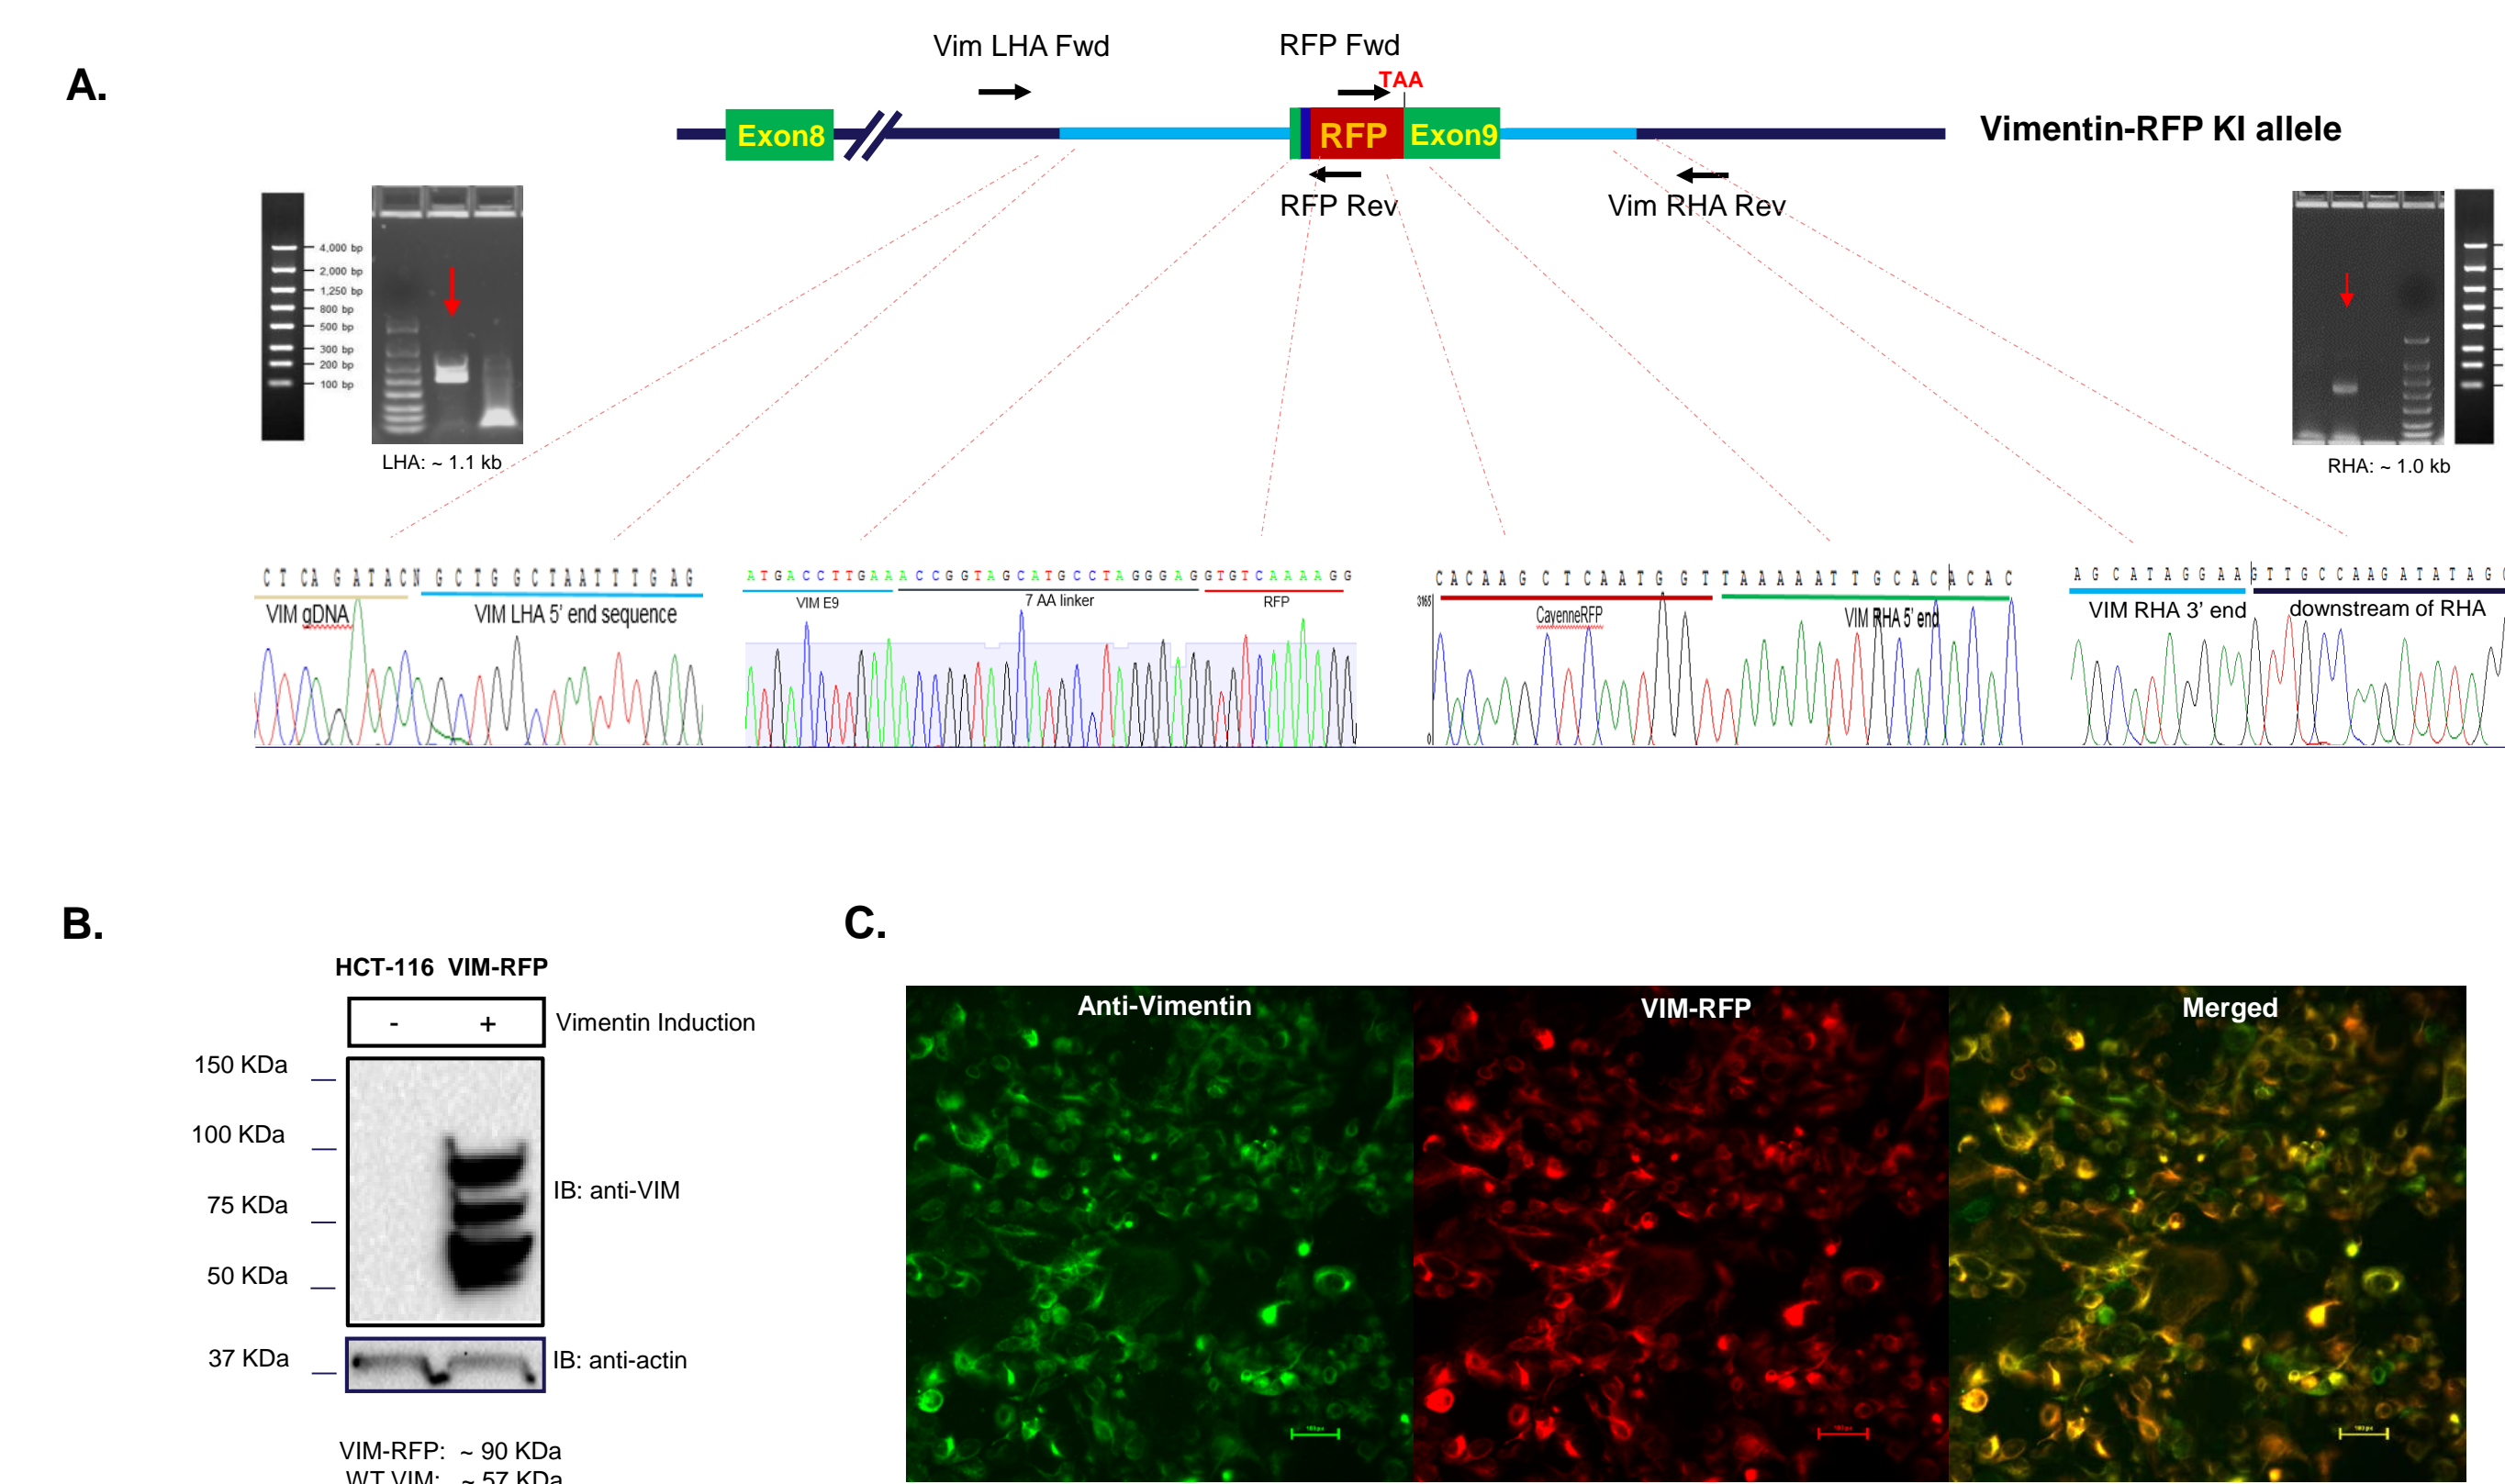 A.
Vim LHA Fwd
RFP Fwd
TAA
Exon8
RFP
Exon9
Vimentin-RFP KI allele
RFP Rev
Vim RHA Rev
4,000 bp
2,000 bp
1,250 bp
800 bp
500 bp
300 bp
200 bp
100 bp
LHA: ~ 1.1 kb
RHA: ~ 1.0 kb
C T C A G A T A C N G C T G G C T A A T T T G A G
VIM gDNA
VIM LHA 5' end sequence
A T G A C C T T G A A A C C G G T A G C A T G C C T A G G G A G G T G T C A A A A G G
VIM E9
7 AA linker
RFP
C A C A A G C T C A A T G G T T A A A A A T T G C A C A C A C
3165
CayenneRFP
VIM RHA 5' end
0
A G C A T A G G A A G T T G C C A A G A T A T A G
VIM RHA 3' end
downstream of RHA
B.
HCT-116 VIM-RFP
- +
Vimentin Induction
150 KDa
100 KDa
75 KDa
50 KDa
37 KDa
IB: anti-VIM
IB: anti-actin
VIM-RFP: ~ 90 KDa
WT VIM: ~ 57 KDa
C.
Anti-Vimentin
VIM-RFP
Merged